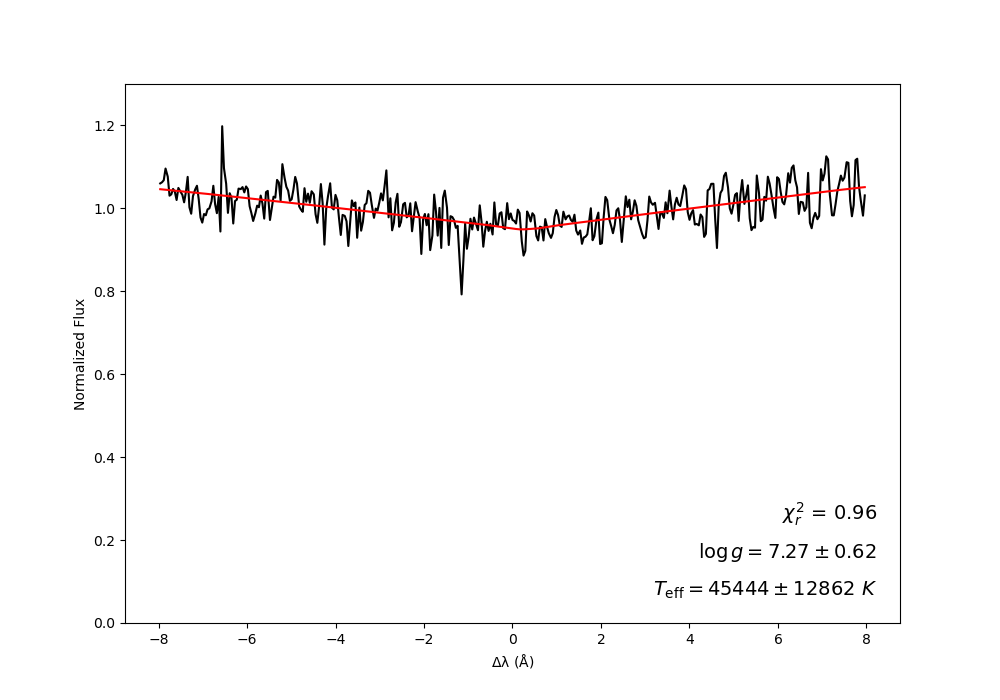 1.2
1.0
0.8
0.6
0.4
0.2
0.0
Normalized Flux
χ²ᵣ = 0.96
log g = 7.27 ± 0.62
T_eff = 45444 ± 12862 K
−8 −6 −4 −2 0 2 4 6 8
Δλ (Å)